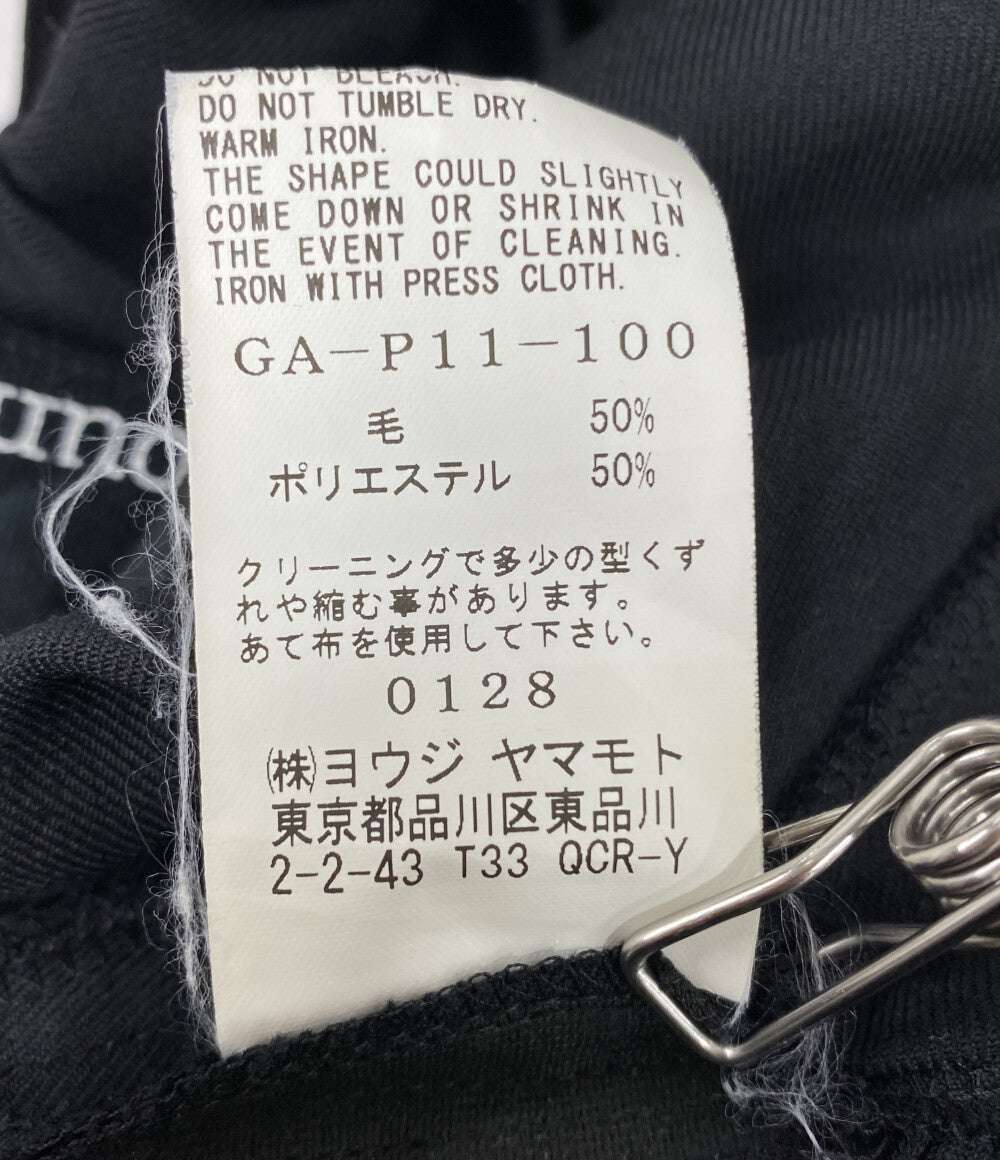 DO NOT BLEACH.
DO NOT TUMBLE DRY.
WARM IRON.
THE SHAPE COULD SLIGHTLY
COME DOWN OR SHRINK IN
THE EVENT OF CLEANING.
IRON WITH PRESS CLOTH.
GA-P11-100
毛 50%
ポリエステル 50%
クリーニングで多少の型くず
れや縮む事があります。
あて布を使用して下さい。
0128
(株)ヨウジ ヤマモト
東京都品川区東品川
2-2-43 T33 QCR-Y